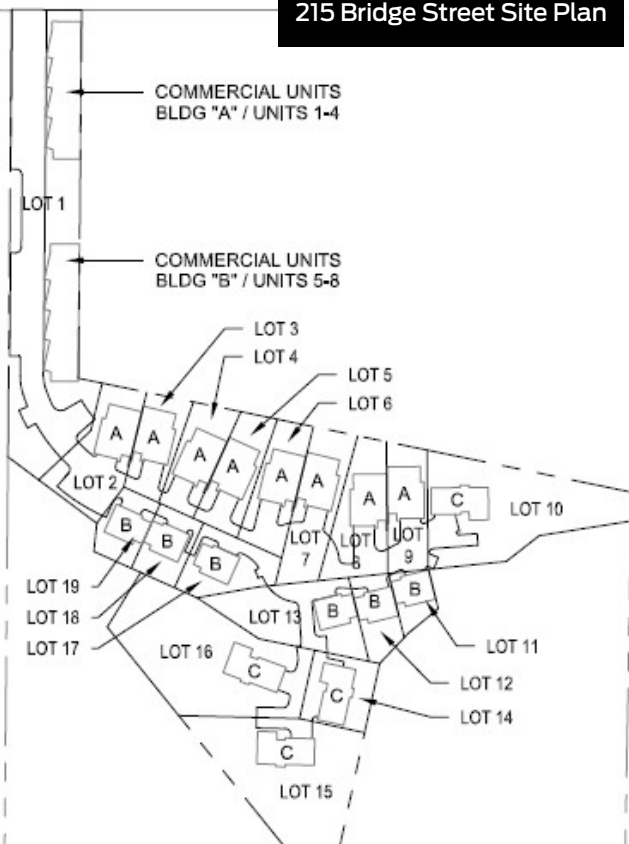 215 Bridge Street Site Plan
COMMERCIAL UNITS
BLDG "A" / UNITS 1-4
LOT 1
COMMERCIAL UNITS
BLDG "B" / UNITS 5-8
LOT 3
LOT 4
LOT 5
LOT 6
A
A
A
A
A
A
A
A
C
LOT 10
LOT 2
LOT
7
LOT
8
LOT
9
B
B
B
LOT 19
LOT 18
LOT 17
LOT 13
B
B
B
LOT 11
LOT 12
LOT 14
LOT 16
C
C
C
LOT 15